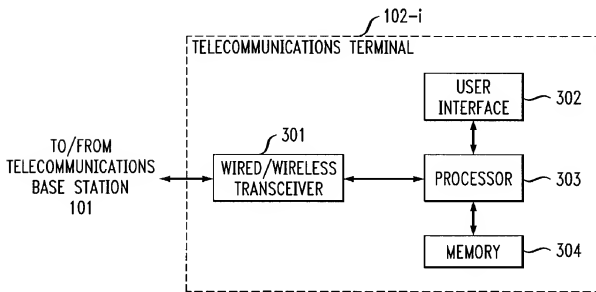 102-i
TELECOMMUNICATIONS TERMINAL
USER
INTERFACE
302
TO/FROM
TELECOMMUNICATIONS
BASE STATION
101
301
WIRED/WIRELESS
TRANSCEIVER
PROCESSOR
303
MEMORY
304